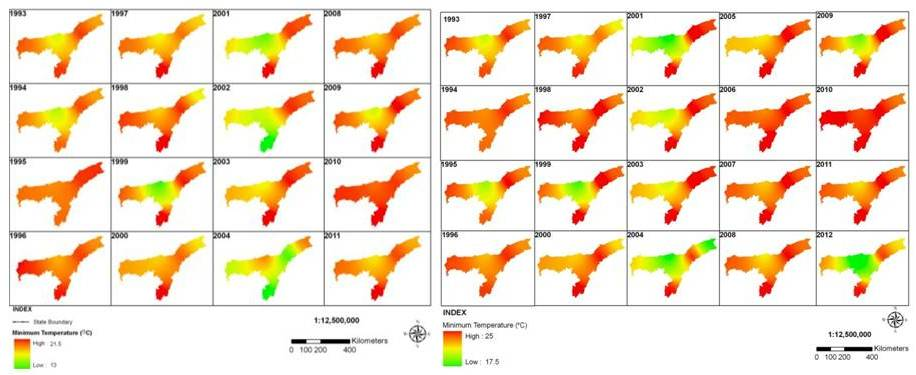 1993 1997 2001 2008
1994 1998 2002 2009
1995 1999 2003 2010
1996 2000 2004 2011
INDEX
State Boundary
Minimum Temperature (°C)
High : 21.5
Low : 13
1:12,500,000
0 100 200 400 Kilometers
1993 1997 2001 2005 2009
1994 1998 2002 2006 2010
1995 1999 2003 2007 2011
1996 2000 2004 2008 2012
INDEX
Minimum Temperature (°C)
High : 25
Low : 17.5
1:12,500,000
Kilometers
0 100 200 400